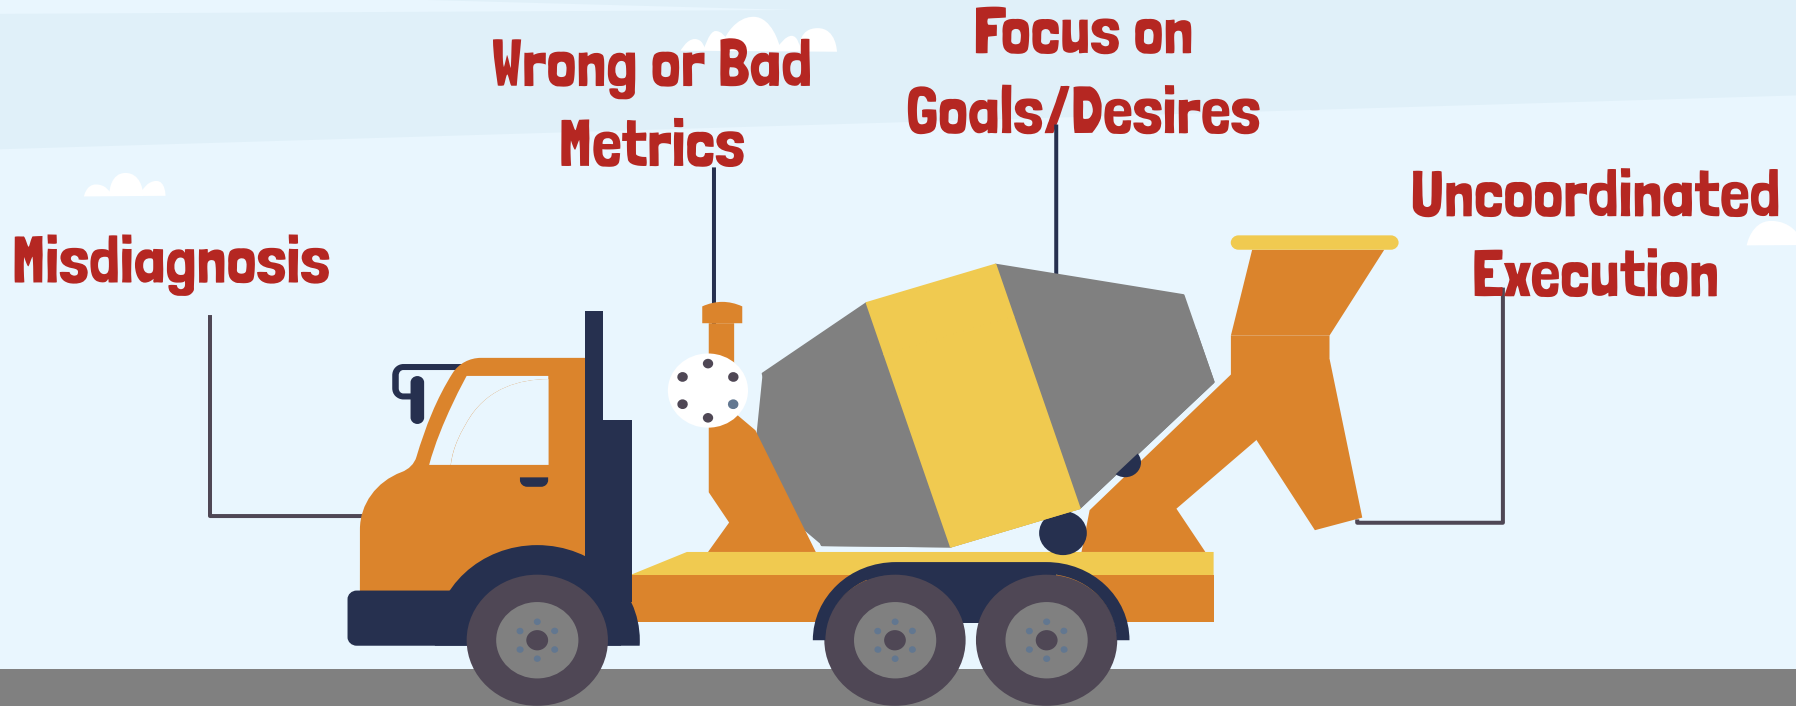 Misdiagnosis
Wrong or Bad
Metrics
Focus on
Goals/Desires
Uncoordinated
Execution